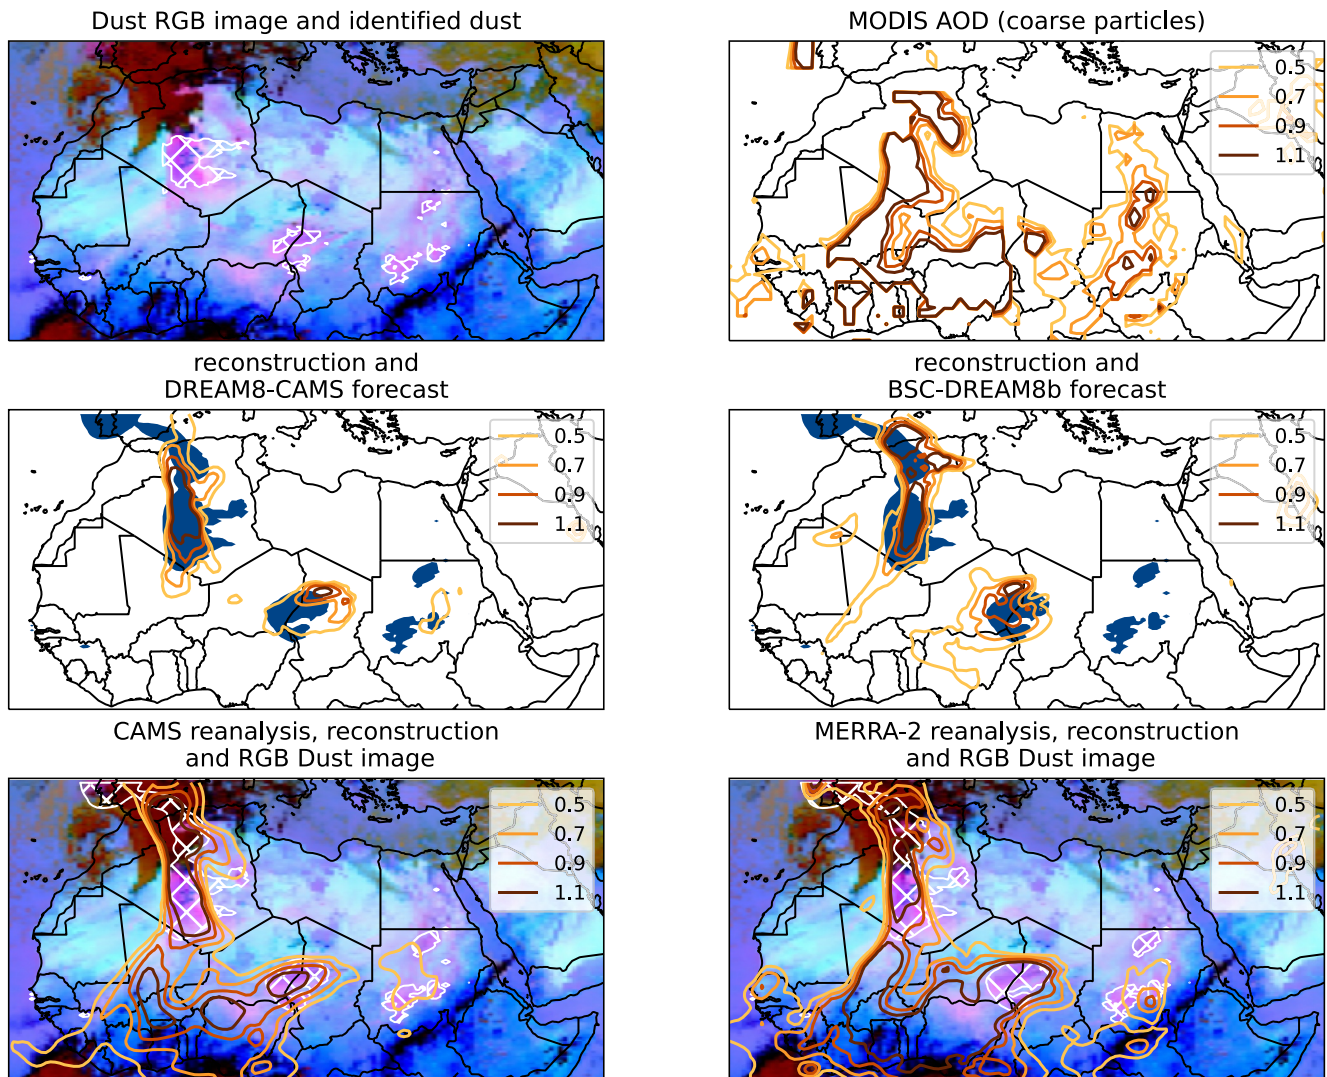 Dust RGB image and identified dust
MODIS AOD (coarse particles)
0.5
0.7
0.9
1.1
reconstruction and
DREAM8-CAMS forecast
reconstruction and
BSC-DREAM8b forecast
0.5
0.7
0.9
1.1
0.5
0.7
0.9
1.1
CAMS reanalysis, reconstruction
and RGB Dust image
MERRA-2 reanalysis, reconstruction
and RGB Dust image
0.5
0.7
0.9
1.1
0.5
0.7
0.9
1.1